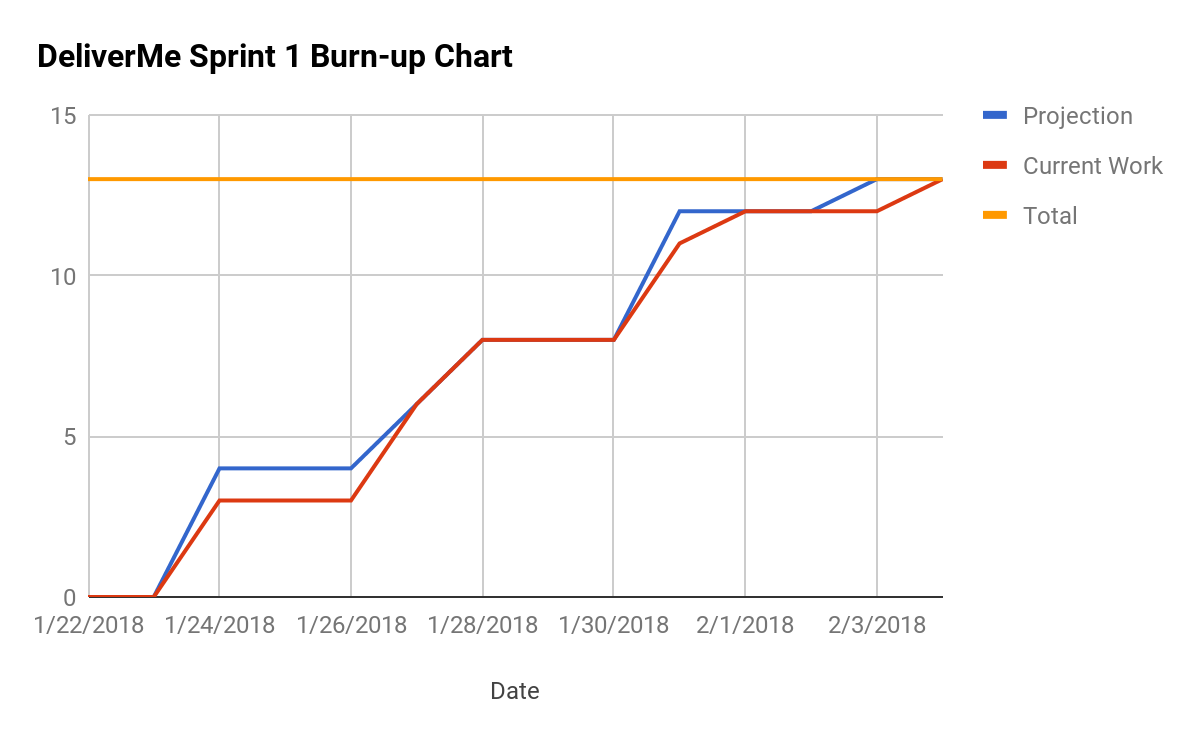 DeliverMe Sprint 1 Burn-up Chart
15
10
5
0
1/22/2018 1/24/2018 1/26/2018 1/28/2018 1/30/2018 2/1/2018 2/3/2018
Date
Projection
Current Work
Total